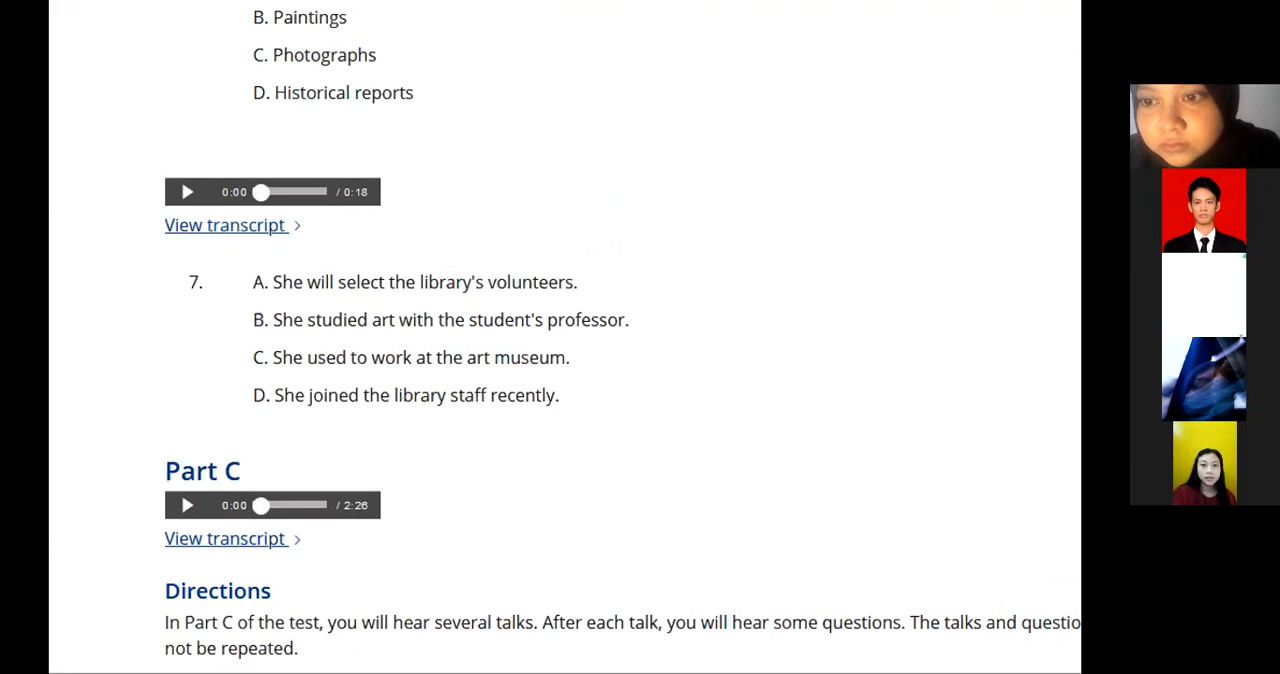 B. Paintings
C. Photographs
D. Historical reports
0:00 / 0:18
View transcript >
7. A. She will select the library's volunteers.
B. She studied art with the student's professor.
C. She used to work at the art museum.
D. She joined the library staff recently.
Part C
0:00 / 2:26
View transcript >
Directions
In Part C of the test, you will hear several talks. After each talk, you will hear some questions. The talks and questio
not be repeated.